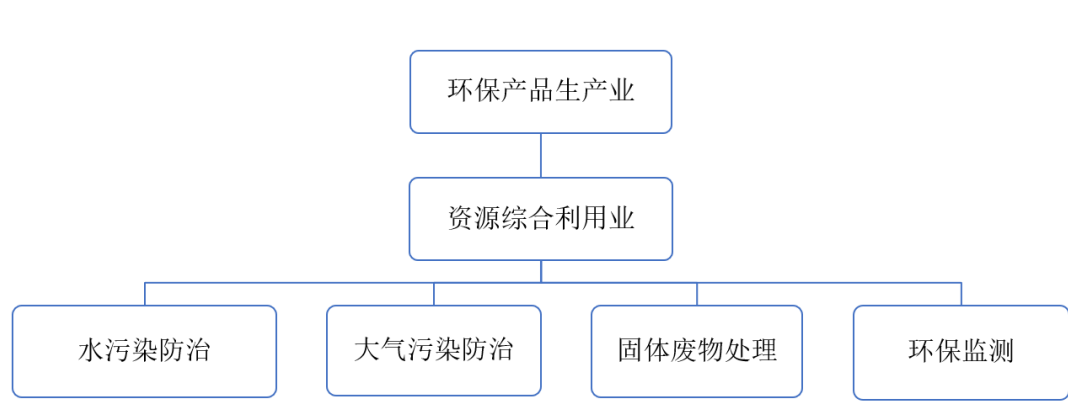 环保产品生产业
资源综合利用业
水污染防治
大气污染防治
固体废物处理
环保监测